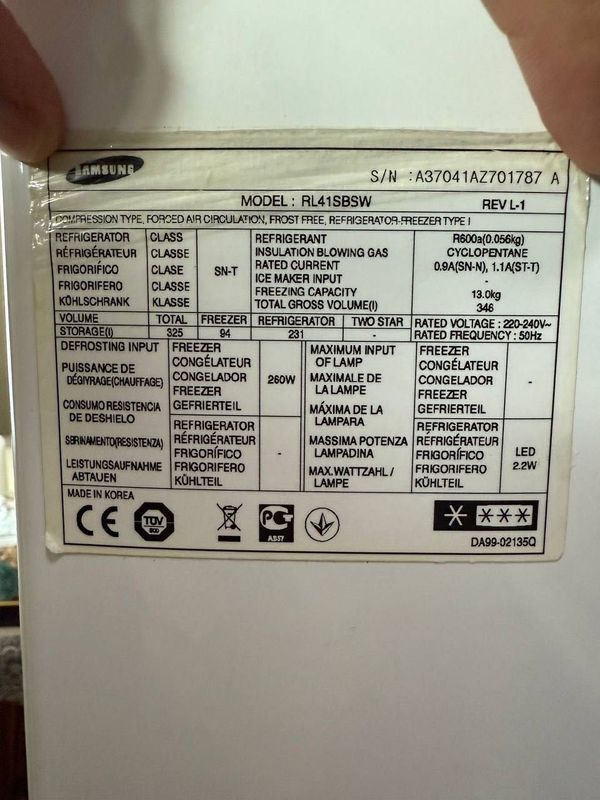 SAMSUNG
S/N : A37041AZ701787 A
MODEL : RL41SBSW REV L-1
COMPRESSION TYPE, FORCED AIR CIRCULATION, FROST FREE, REFRIGERATOR-FREEZER TYPE I
REFRIGERATOR CLASS
RÉFRIGÉRATEUR CLASSE
FRIGORÍFICO CLASE
FRIGORIFERO CLASSE
KÜHLSCHRANK KLASSE
SN-T
REFRIGERANT R600a(0.056kg)
INSULATION BLOWING GAS CYCLOPENTANE
RATED CURRENT 0.9A(SN-N), 1.1A(ST-T)
ICE MAKER INPUT -
FREEZING CAPACITY 13.0kg
TOTAL GROSS VOLUME(l) 346
VOLUME TOTAL FREEZER REFRIGERATOR TWO STAR RATED VOLTAGE : 220-240V~
STORAGE(l) 325 94 231 - RATED FREQUENCY : 50Hz
DEFROSTING INPUT
PUISSANCE DE
DÉGIYRAGE(CHAUFFAGE)
CONSUMO RESISTENCIA
DE DESHIELO
SBRINAMENTO(RESISTENZA)
LEISTUNGSAUFNAHME
ABTAUEN
FREEZER
CONGÉLATEUR
CONGELADOR
FREEZER
GEFRIERTEIL
260W
REFRIGERATOR
RÉFRIGÉRATEUR
FRIGORÍFICO
FRIGORIFERO
KÜHLTEIL
-
MAXIMUM INPUT
OF LAMP
MAXIMALE DE
LA LAMPE
MÁXIMA DE LA
LAMPARA
MASSIMA POTENZA
LAMPADINA
MAX.WATTZAHL /
LAMPE
FREEZER
CONGÉLATEUR
CONGELADOR
FREEZER
GEFRIERTEIL
-
REFRIGERATOR
RÉFRIGÉRATEUR
FRIGORÍFICO
FRIGORIFERO
KÜHLTEIL
LED
2.2W
MADE IN KOREA
CE
TÜV
PG
AB57
DA99-02135Q